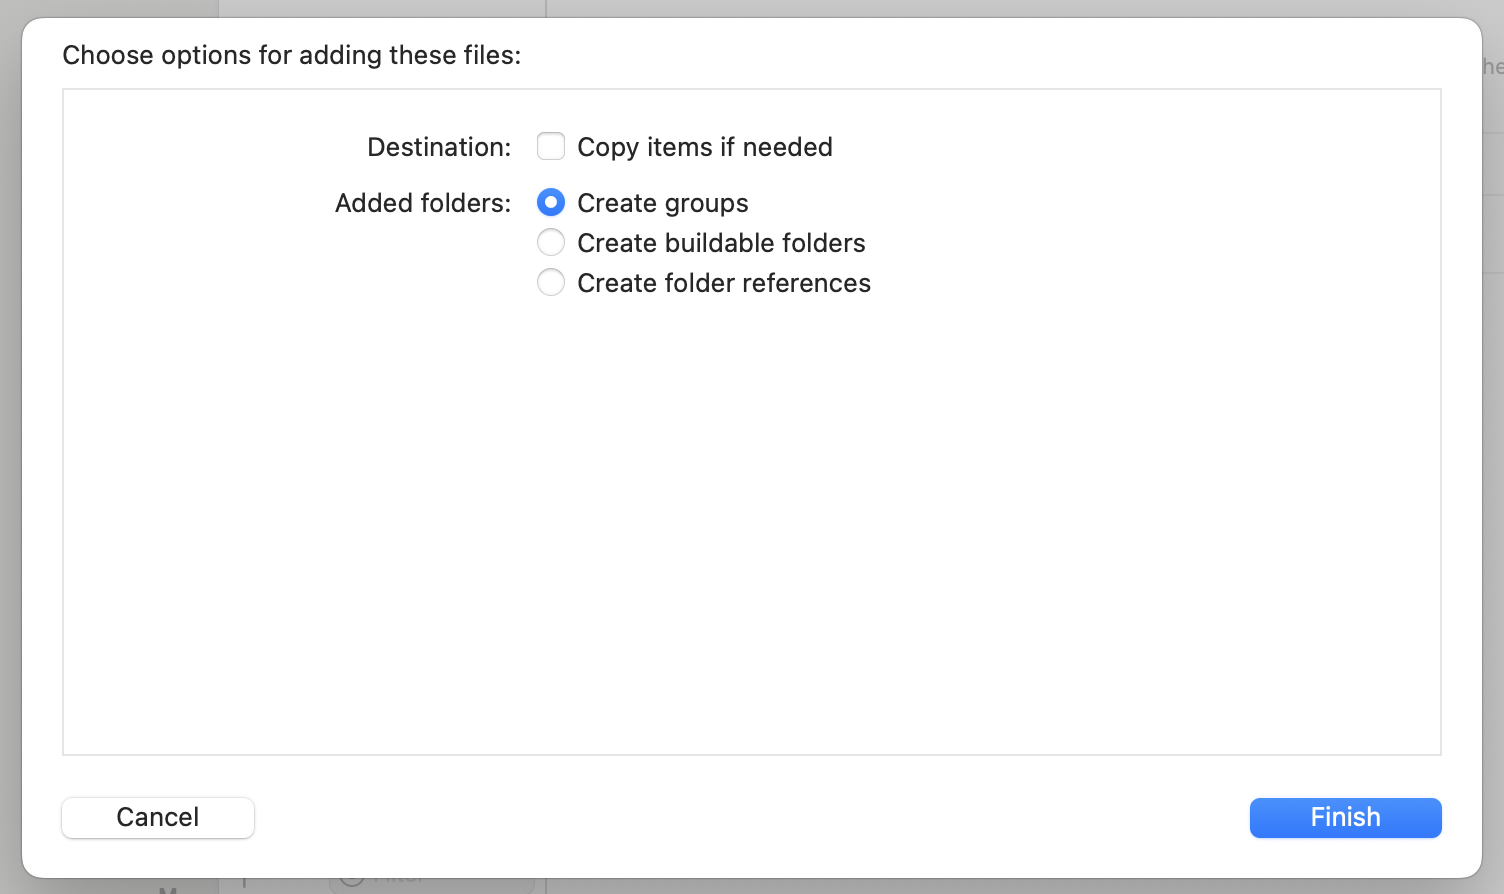 Choose options for adding these files:
Destination: Copy items if needed
Added folders: Create groups
Create buildable folders
Create folder references
Cancel Finish